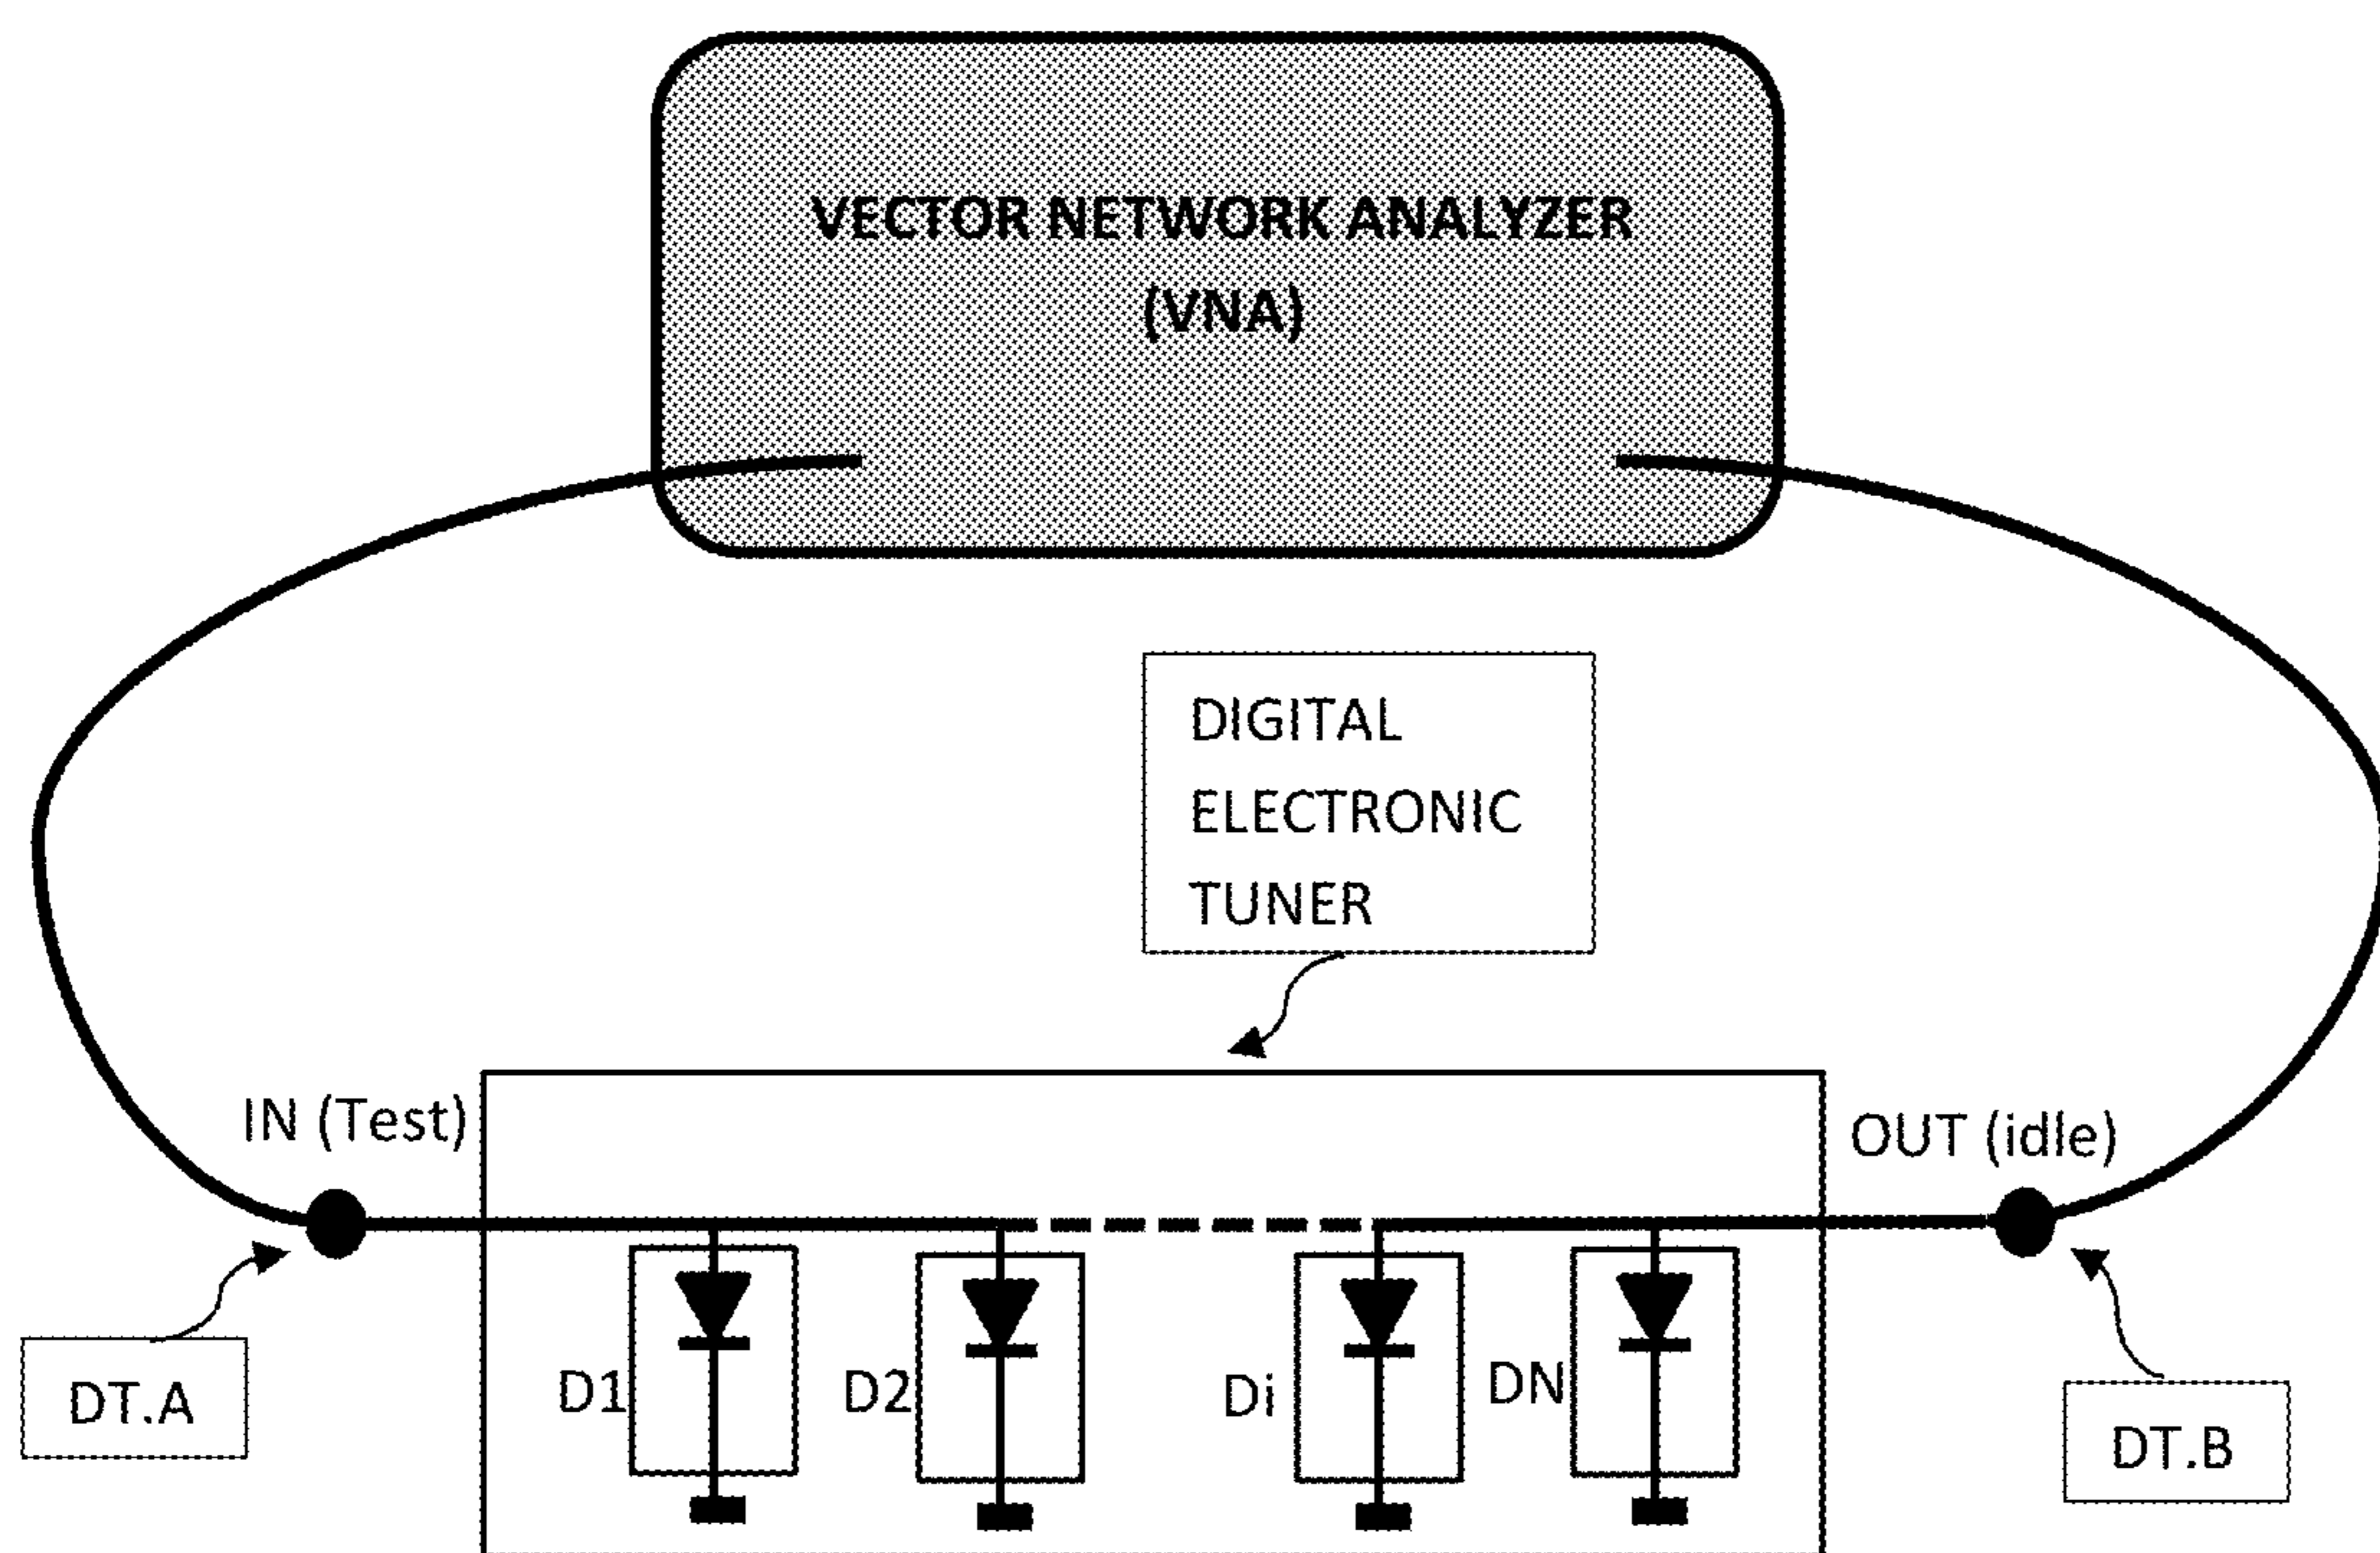 VECTOR NETWORK ANALYZER
(VNA)
DIGITAL
ELECTRONIC
TUNER
IN (Test)
OUT (idle)
D1
D2
Di
DN
DT.A
DT.B